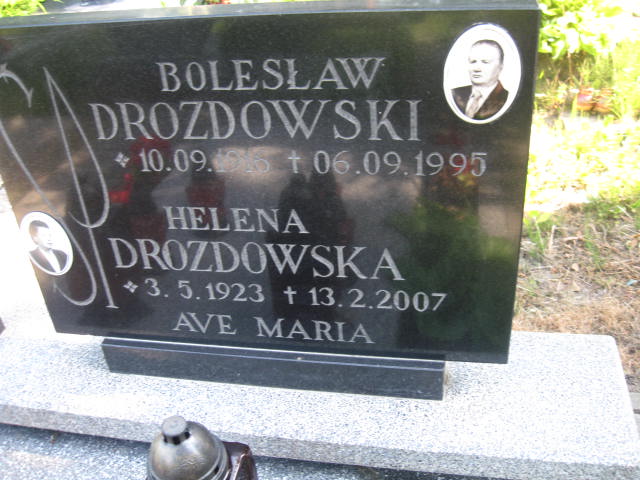 BOLESŁAW
DROZDOWSKI
* 10.09. † 06.09.1995
HELENA
DROZDOWSKA
* 3.5.1923 † 13.2.2007
AVE MARIA